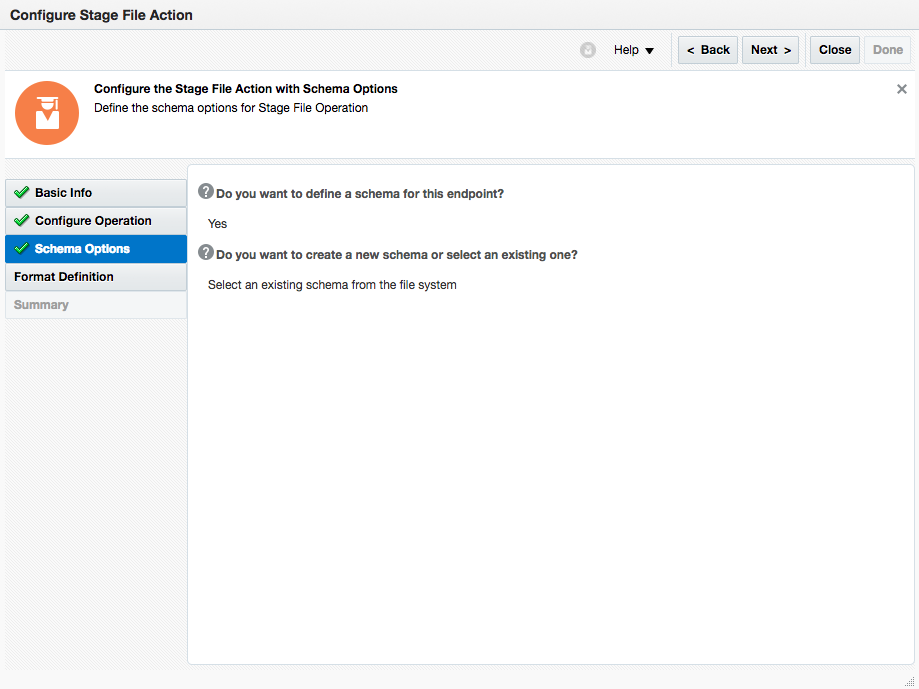 Configure Stage File Action
Help
< Back
Next >
Close
Done
Configure the Stage File Action with Schema Options
Define the schema options for Stage File Operation
Basic Info
Configure Operation
Schema Options
Format Definition
Summary
Do you want to define a schema for this endpoint?
Yes
Do you want to create a new schema or select an existing one?
Select an existing schema from the file system